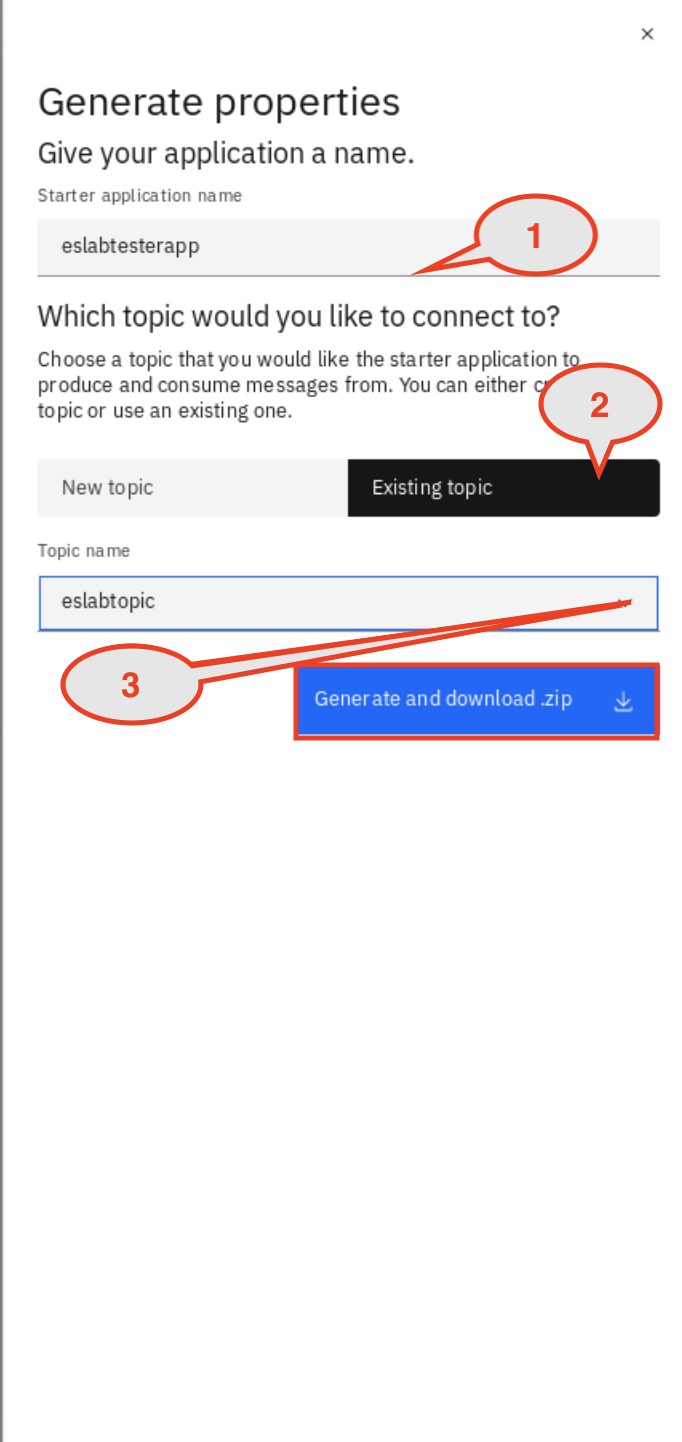 Generate properties
Give your application a name.
Starter application name
eslabtesterapp
1
Which topic would you like to connect to?
Choose a topic that you would like the starter application to
produce and consume messages from. You can either
topic or use an existing one.
2
New topic
Existing topic
Topic name
eslabtopic
3
Generate and download .zip